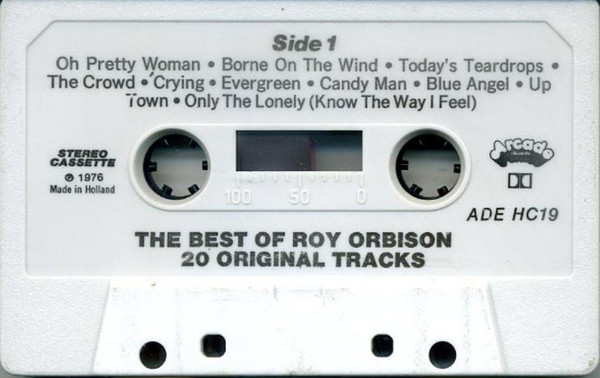 Side 1
Oh Pretty Woman • Borne On The Wind • Today's Teardrops •
The Crowd • Crying • Evergreen • Candy Man • Blue Angel • Up
Town • Only The Lonely (Know The Way I Feel)
STEREO
CASSETTE
℗ 1976
Made in Holland
100 50 0
Arcade
ADE HC19
THE BEST OF ROY ORBISON
20 ORIGINAL TRACKS